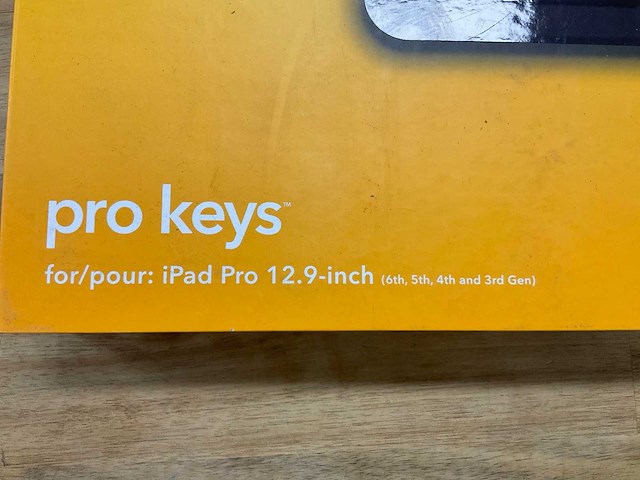 pro keys™
for/pour: iPad Pro 12.9-inch (6th, 5th, 4th and 3rd Gen)